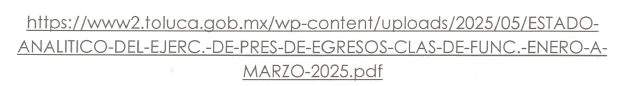 https://www2.toluca.gob.mx/wp-content/uploads/2025/05/ESTADO-
ANALITICO-DEL-EJERC.-DE-PRES-DE-EGRESOS-CLAS-DE-FUNC.-ENERO-A-
MARZO-2025.pdf